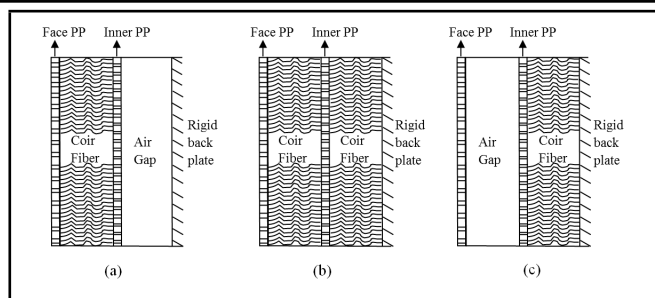 Face PP Inner PP
Coir
Fiber
Air
Gap
Rigid
back
plate
(a)
Face PP Inner PP
Coir
Fiber
Coir
Fiber
Rigid
back
plate
(b)
Face PP Inner PP
Air
Gap
Coir
Fiber
Rigid
back
plate
(c)